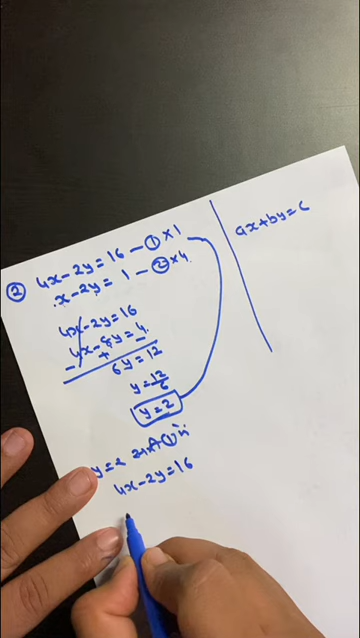 ② 4x-2y=16 -① ×1
x-2y= 1 -② ×4
4x-2y=16
4x-8y=4
- + -
6y=12
y=12/6
y=2
y=2
4x-2y=16
ax+by=c